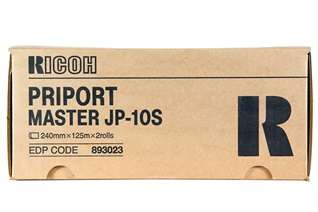 RICOH
PRIPORT
MASTER JP-10S
240mm×125m×2rolls
EDP CODE 893023
R